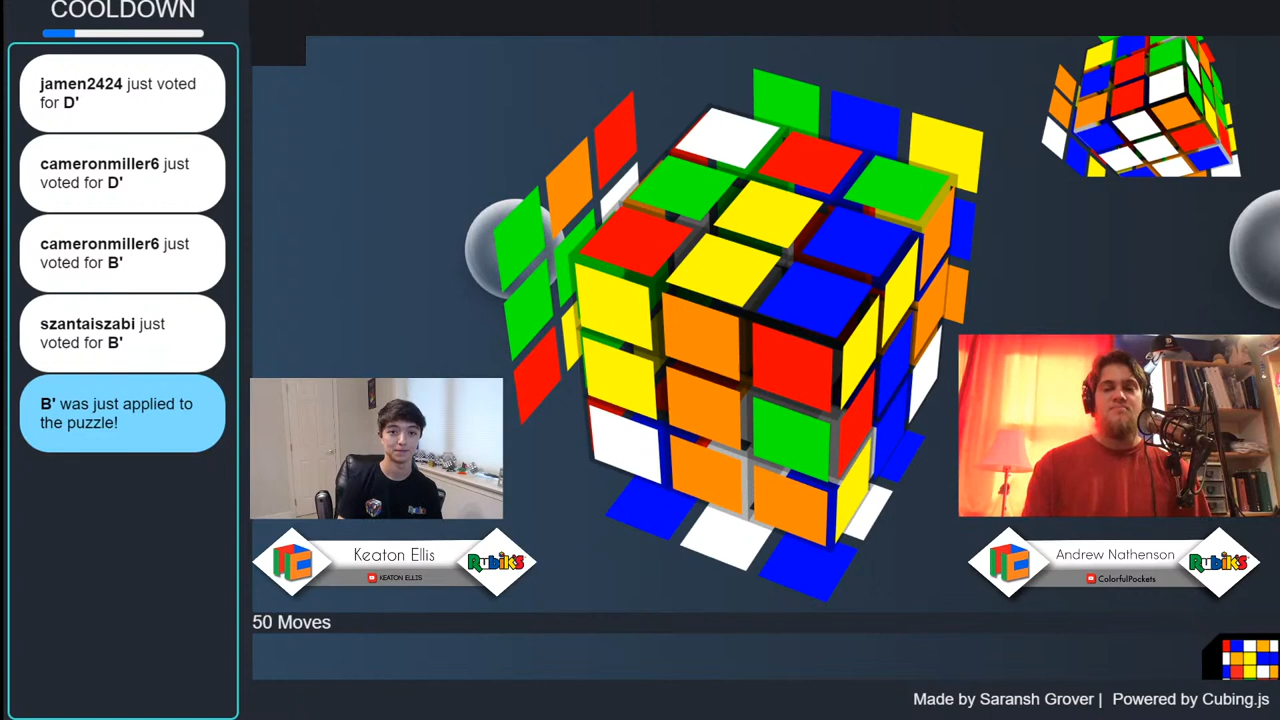 COOLDOWN
jamen2424 just voted
for D'
cameronmiller6 just
voted for D'
cameronmiller6 just
voted for B'
szantaiszabi just
voted for B'
B' was just applied to
the puzzle!
Keaton Ellis
KEATON ELLIS
Rubik's
Andrew Nathenson
ColorfulPockets
Rubik's
50 Moves
Made by Saransh Grover | Powered by Cubing.js